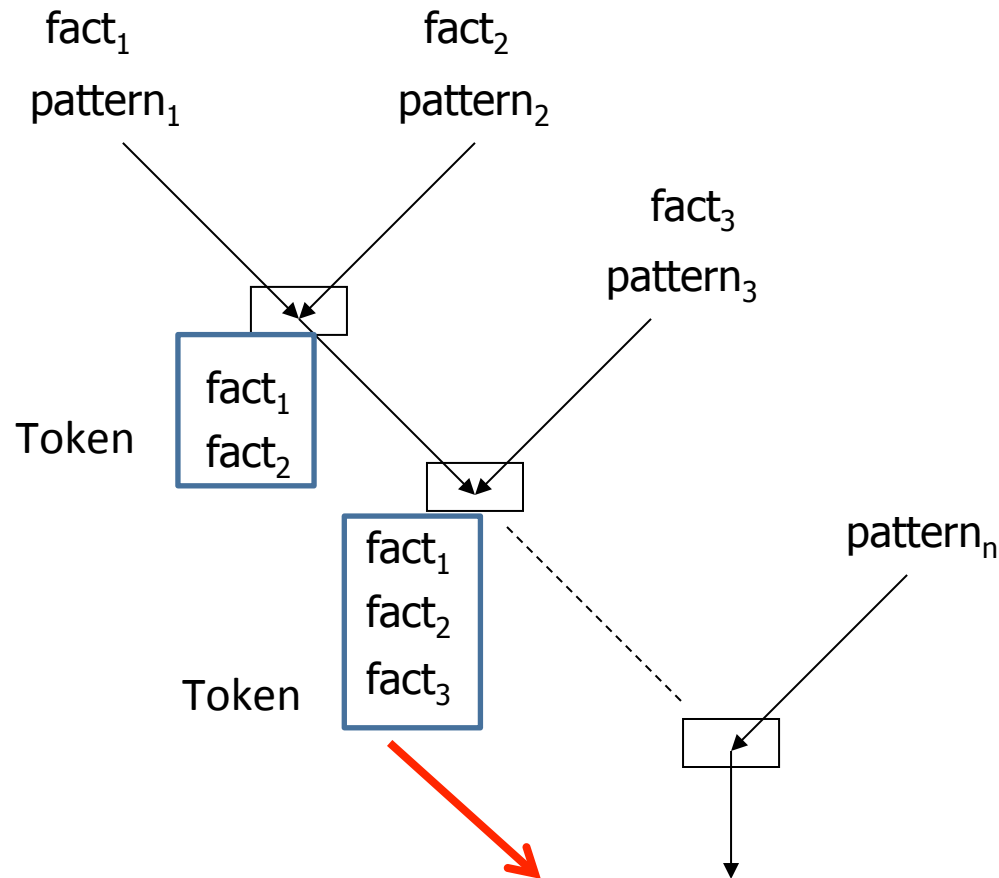 fact₁
fact₂
pattern₁
pattern₂
fact₃
pattern₃
fact₁
Token
fact₂
fact₁
fact₂
fact₃
Token
patternₙ